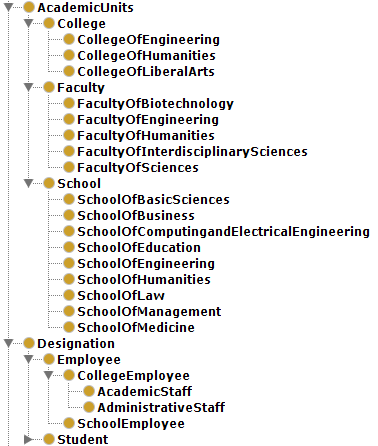 AcademicUnits
College
CollegeOfEngineering
CollegeOfHumanities
CollegeOfLiberalArts
Faculty
FacultyOfBiotechnology
FacultyOfEngineering
FacultyOfHumanities
FacultyOfInterdisciplinarySciences
FacultyOfSciences
School
SchoolOfBasicSciences
SchoolOfBusiness
SchoolOfComputingandElectricalEngineering
SchoolOfEducation
SchoolOfEngineering
SchoolOfHumanities
SchoolOfLaw
SchoolOfManagement
SchoolOfMedicine
Designation
Employee
CollegeEmployee
AcademicStaff
AdministrativeStaff
SchoolEmployee
Student